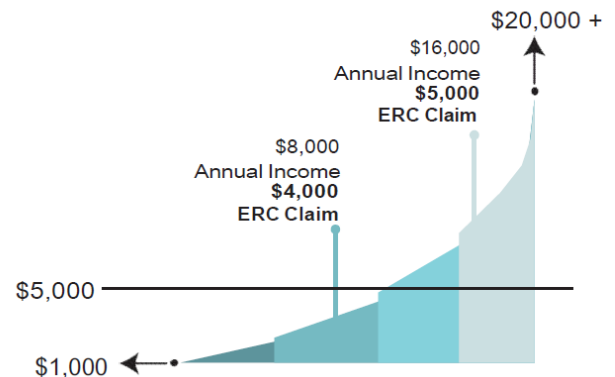 $20,000 +
$16,000
Annual Income
$5,000
ERC Claim
$8,000
Annual Income
$4,000
ERC Claim
$5,000
$1,000